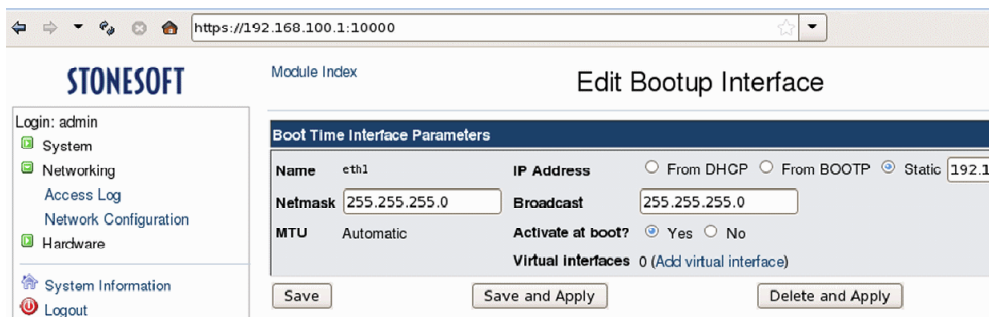 https://192.168.100.1:10000
STONESOFT
Module Index
Edit Bootup Interface
Login: admin
System
Networking
Access Log
Network Configuration
Hardware
System Information
Logout
Boot Time Interface Parameters
Name eth1 IP Address From DHCP From BOOTP Static 192.1
Netmask 255.255.255.0 Broadcast 255.255.255.0
MTU Automatic Activate at boot? Yes No
Virtual interfaces 0 (Add virtual interface)
Save Save and Apply Delete and Apply